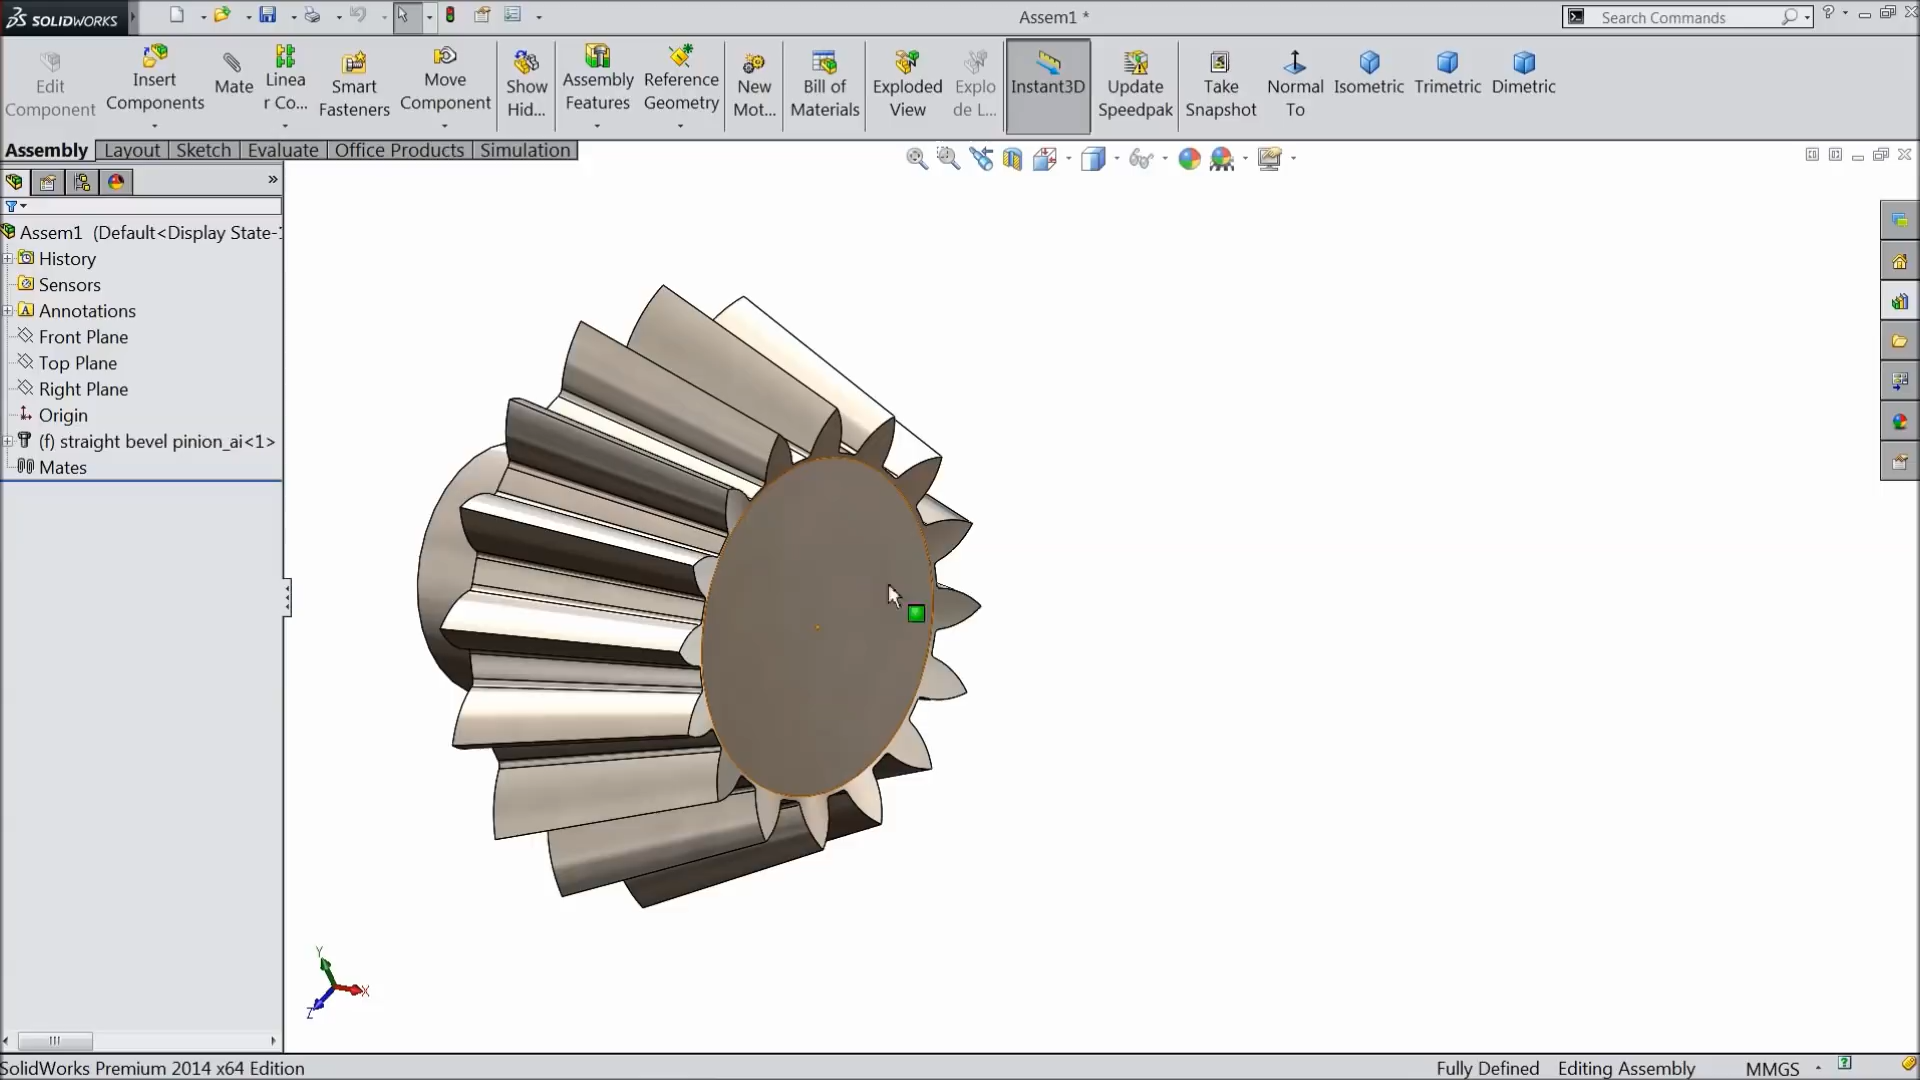 SOLIDWORKS
Assem1 *
Search Commands
Edit Component
Insert Components
Mate
Linea r Co...
Smart Fasteners
Move Component
Show Hid...
Assembly Features
Reference Geometry
New Mot...
Bill of Materials
Exploded View
Explo de L...
Instant3D
Update Speedpak
Take Snapshot
Normal To
Isometric
Trimetric
Dimetric
Assembly
Layout
Sketch
Evaluate
Office Products
Simulation
Assem1 (Default<Display State-1
History
Sensors
Annotations
Front Plane
Top Plane
Right Plane
Origin
(f) straight bevel pinion_ai<1>
Mates
Y
X
Z
SolidWorks Premium 2014 x64 Edition
Fully Defined
Editing Assembly
MMGS